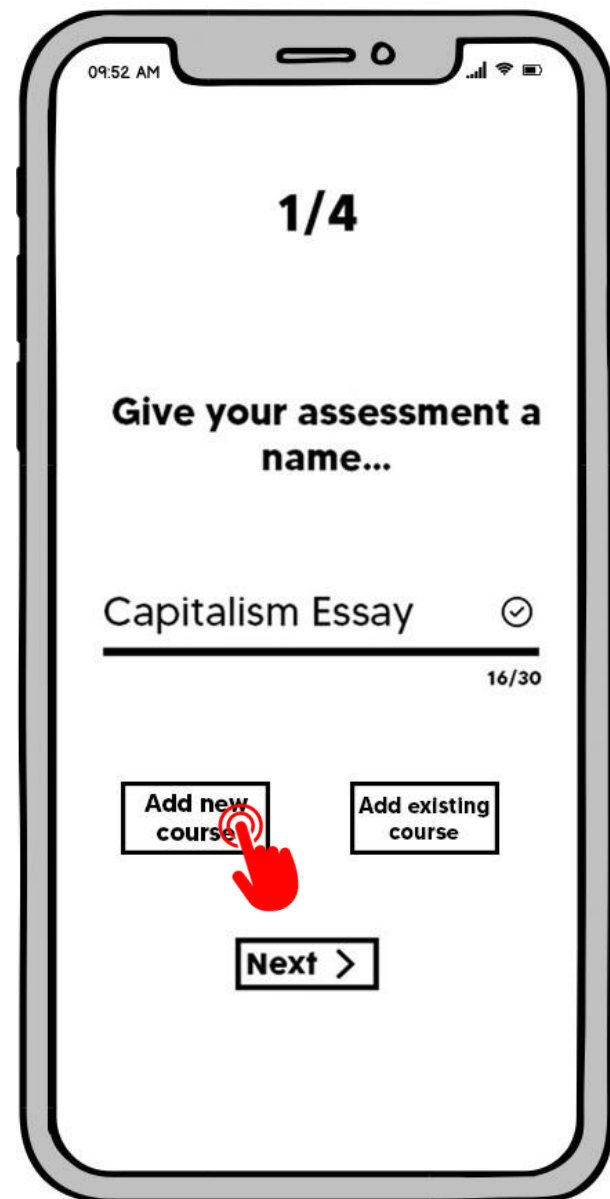 09:52 AM
1/4
Give your assessment a
name...
Capitalism Essay
16/30
Add new
course
Add existing
course
Next >